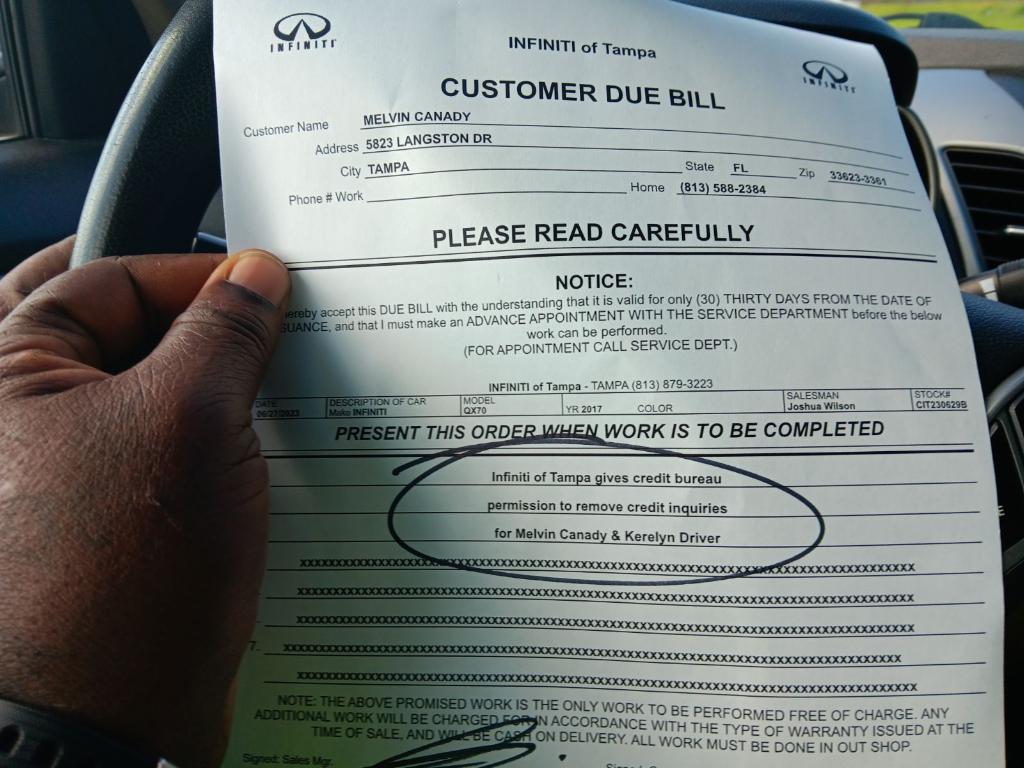 INFINITI
INFINITI of Tampa
INFINITI
CUSTOMER DUE BILL
Customer Name MELVIN CANADY
Address 5823 LANGSTON DR
City TAMPA State FL Zip 33623-3361
Phone # Work Home (813) 588-2384
PLEASE READ CAREFULLY
NOTICE:
ereby accept this DUE BILL with the understanding that it is valid for only (30) THIRTY DAYS FROM THE DATE OF
SUANCE, and that I must make an ADVANCE APPOINTMENT WITH THE SERVICE DEPARTMENT before the below
work can be performed.
(FOR APPOINTMENT CALL SERVICE DEPT.)
INFINITI of Tampa - TAMPA (813) 879-3223
DATE DESCRIPTION OF CAR MODEL SALESMAN STOCK#
06/27/2023 Make INFINITI QX70 YR 2017 COLOR Joshua Wilson CIT230629B
PRESENT THIS ORDER WHEN WORK IS TO BE COMPLETED
Infiniti of Tampa gives credit bureau
permission to remove credit inquiries
for Melvin Canady & Kerelyn Driver
xxxxxxxxxxxxxxxxxxxxxxxxxxxxxxxxxxxxxxxxxxxxxxxxxxxxxxxxxxxxxxxxxxxxxxxxxxxxxxxx
xxxxxxxxxxxxxxxxxxxxxxxxxxxxxxxxxxxxxxxxxxxxxxxxxxxxxxxxxxxxxxxxxxxxxxxxxxxxxxxx
xxxxxxxxxxxxxxxxxxxxxxxxxxxxxxxxxxxxxxxxxxxxxxxxxxxxxxxxxxxxxxxxxxxxxxxxxxxxxxxx
7. xxxxxxxxxxxxxxxxxxxxxxxxxxxxxxxxxxxxxxxxxxxxxxxxxxxxxxxxxxxxxxxxxxxxxxxxxxxxxxxx
xxxxxxxxxxxxxxxxxxxxxxxxxxxxxxxxxxxxxxxxxxxxxxxxxxxxxxxxxxxxxxxxxxxxxxxxxxxxxxxx
NOTE: THE ABOVE PROMISED WORK IS THE ONLY WORK TO BE PERFORMED FREE OF CHARGE. ANY
ADDITIONAL WORK WILL BE CHARGED FOR IN ACCORDANCE WITH THE TYPE OF WARRANTY ISSUED AT THE
TIME OF SALE, AND WILL BE CASH ON DELIVERY. ALL WORK MUST BE DONE IN OUT SHOP.
Signed: Sales Mgr.